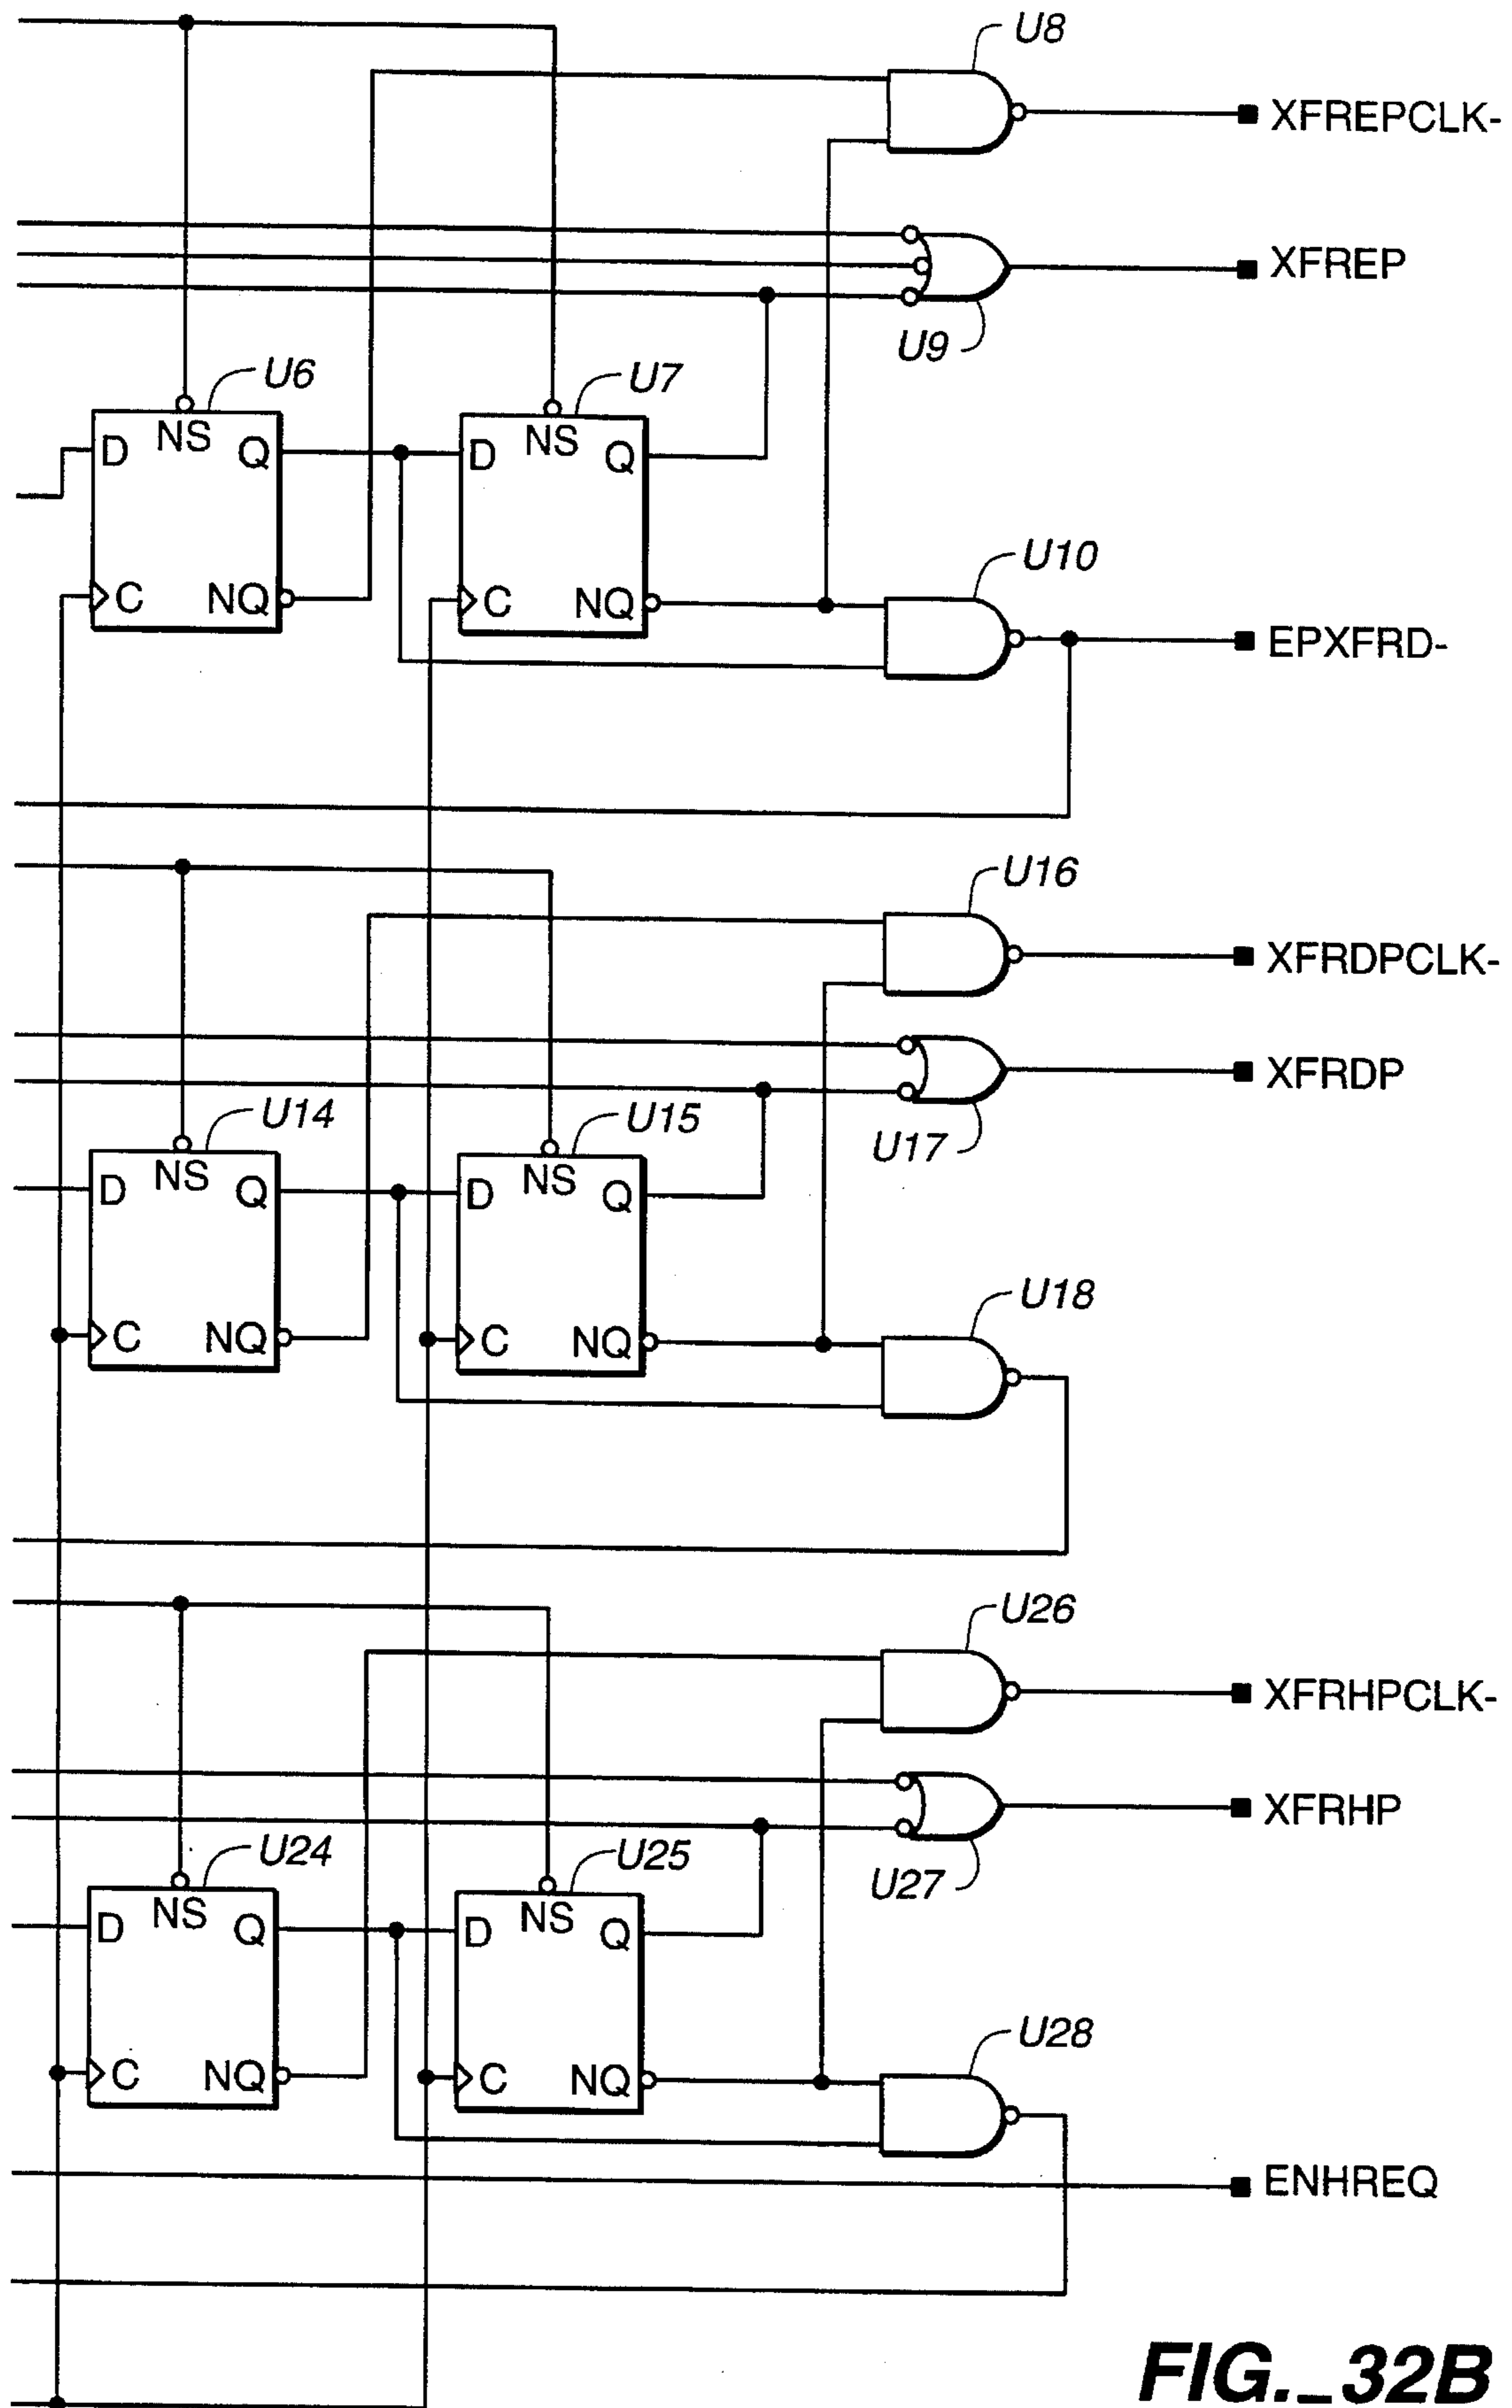 U8
XFREPCLK-
XFREP
U9
U6
U7
D NS Q
D NS Q
C NQ
C NQ
U10
EPXFRD-
U16
XFRDPCLK-
XFRDP
U14
U15
U17
D NS Q
D NS Q
U18
C NQ
C NQ
U26
XFRHPCLK-
XFRHP
U24
U25
U27
D NS Q
D NS Q
U28
C NQ
C NQ
ENHREQ
FIG._32B